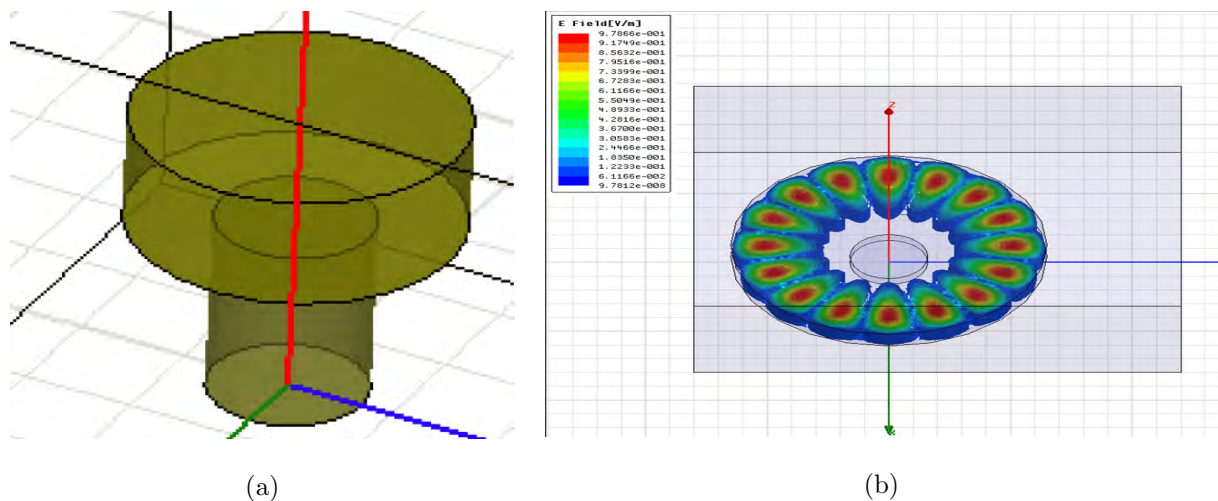 E Field[V/m]
9.7866e-001
9.1749e-001
8.5632e-001
7.9516e-001
7.3399e-001
6.7283e-001
6.1166e-001
5.5049e-001
4.8933e-001
4.2816e-001
3.6700e-001
3.0583e-001
2.4466e-001
1.8350e-001
1.2233e-001
6.1166e-002
9.7812e-008
Z
(a)
(b)